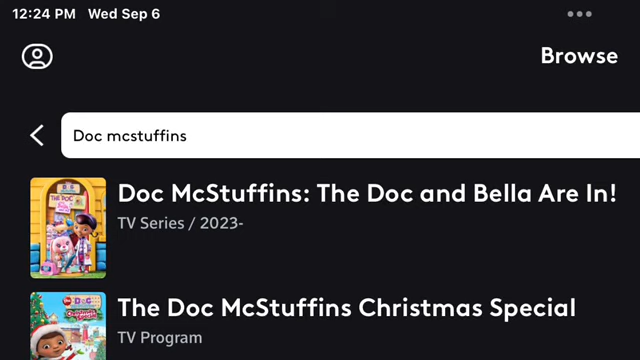 12:24 PM Wed Sep 6
Browse
Doc mcstuffins
Doc McStuffins: The Doc and Bella Are In!
TV Series / 2023-
The Doc McStuffins Christmas Special
TV Program